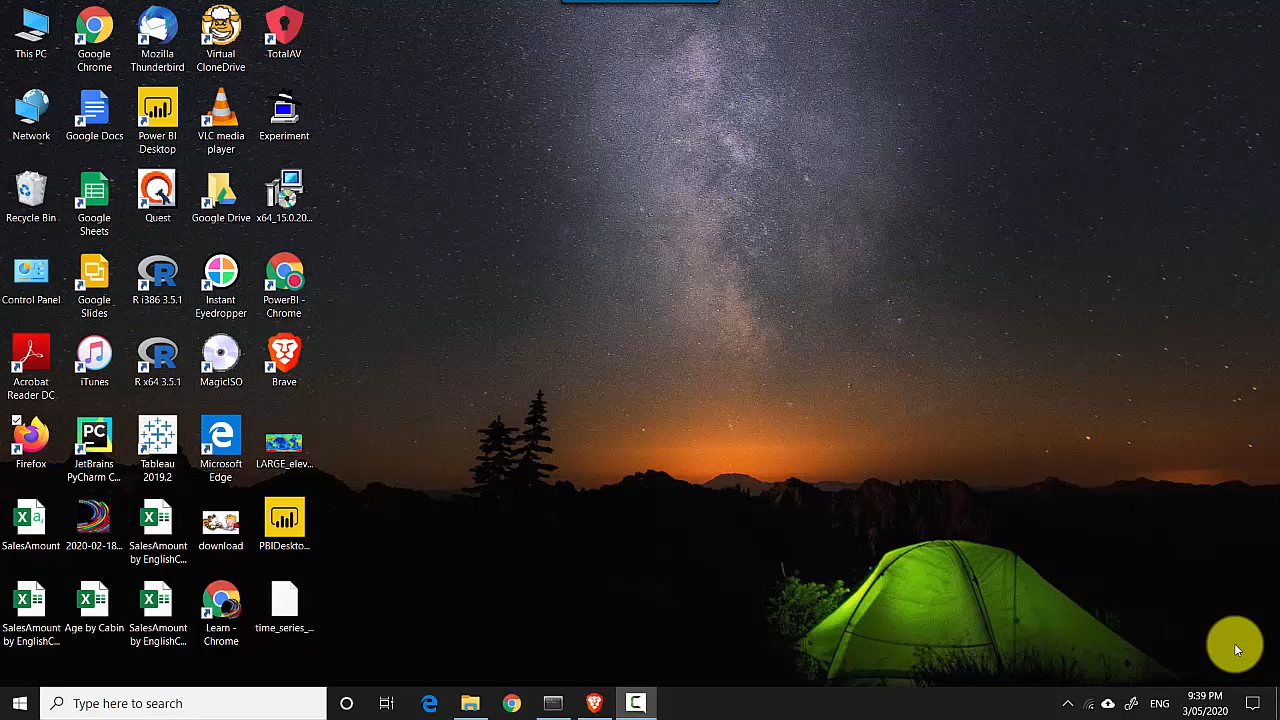 This PC
Google
Chrome
Mozilla
Thunderbird
Virtual
CloneDrive
TotalAV
Network
Google Docs
Power BI
Desktop
VLC media
player
Experiment
Recycle Bin
Google
Sheets
Quest
Google Drive
x64_15.0.20...
Control Panel
Google
Slides
R i386 3.5.1
Instant
Eyedropper
PowerBI -
Chrome
Acrobat
Reader DC
iTunes
R x64 3.5.1
MagicISO
Brave
Firefox
PC
JetBrains
PyCharm C...
Tableau
2019.2
Microsoft
Edge
LARGE_elev...
SalesAmount
2020-02-18...
SalesAmount
by EnglishC...
download
PBIDeskto...
SalesAmount
by EnglishC...
Age by Cabin
SalesAmount
by EnglishC...
Learn -
Chrome
time_series_...
Type here to search
ENG
9:39 PM
3/05/2020